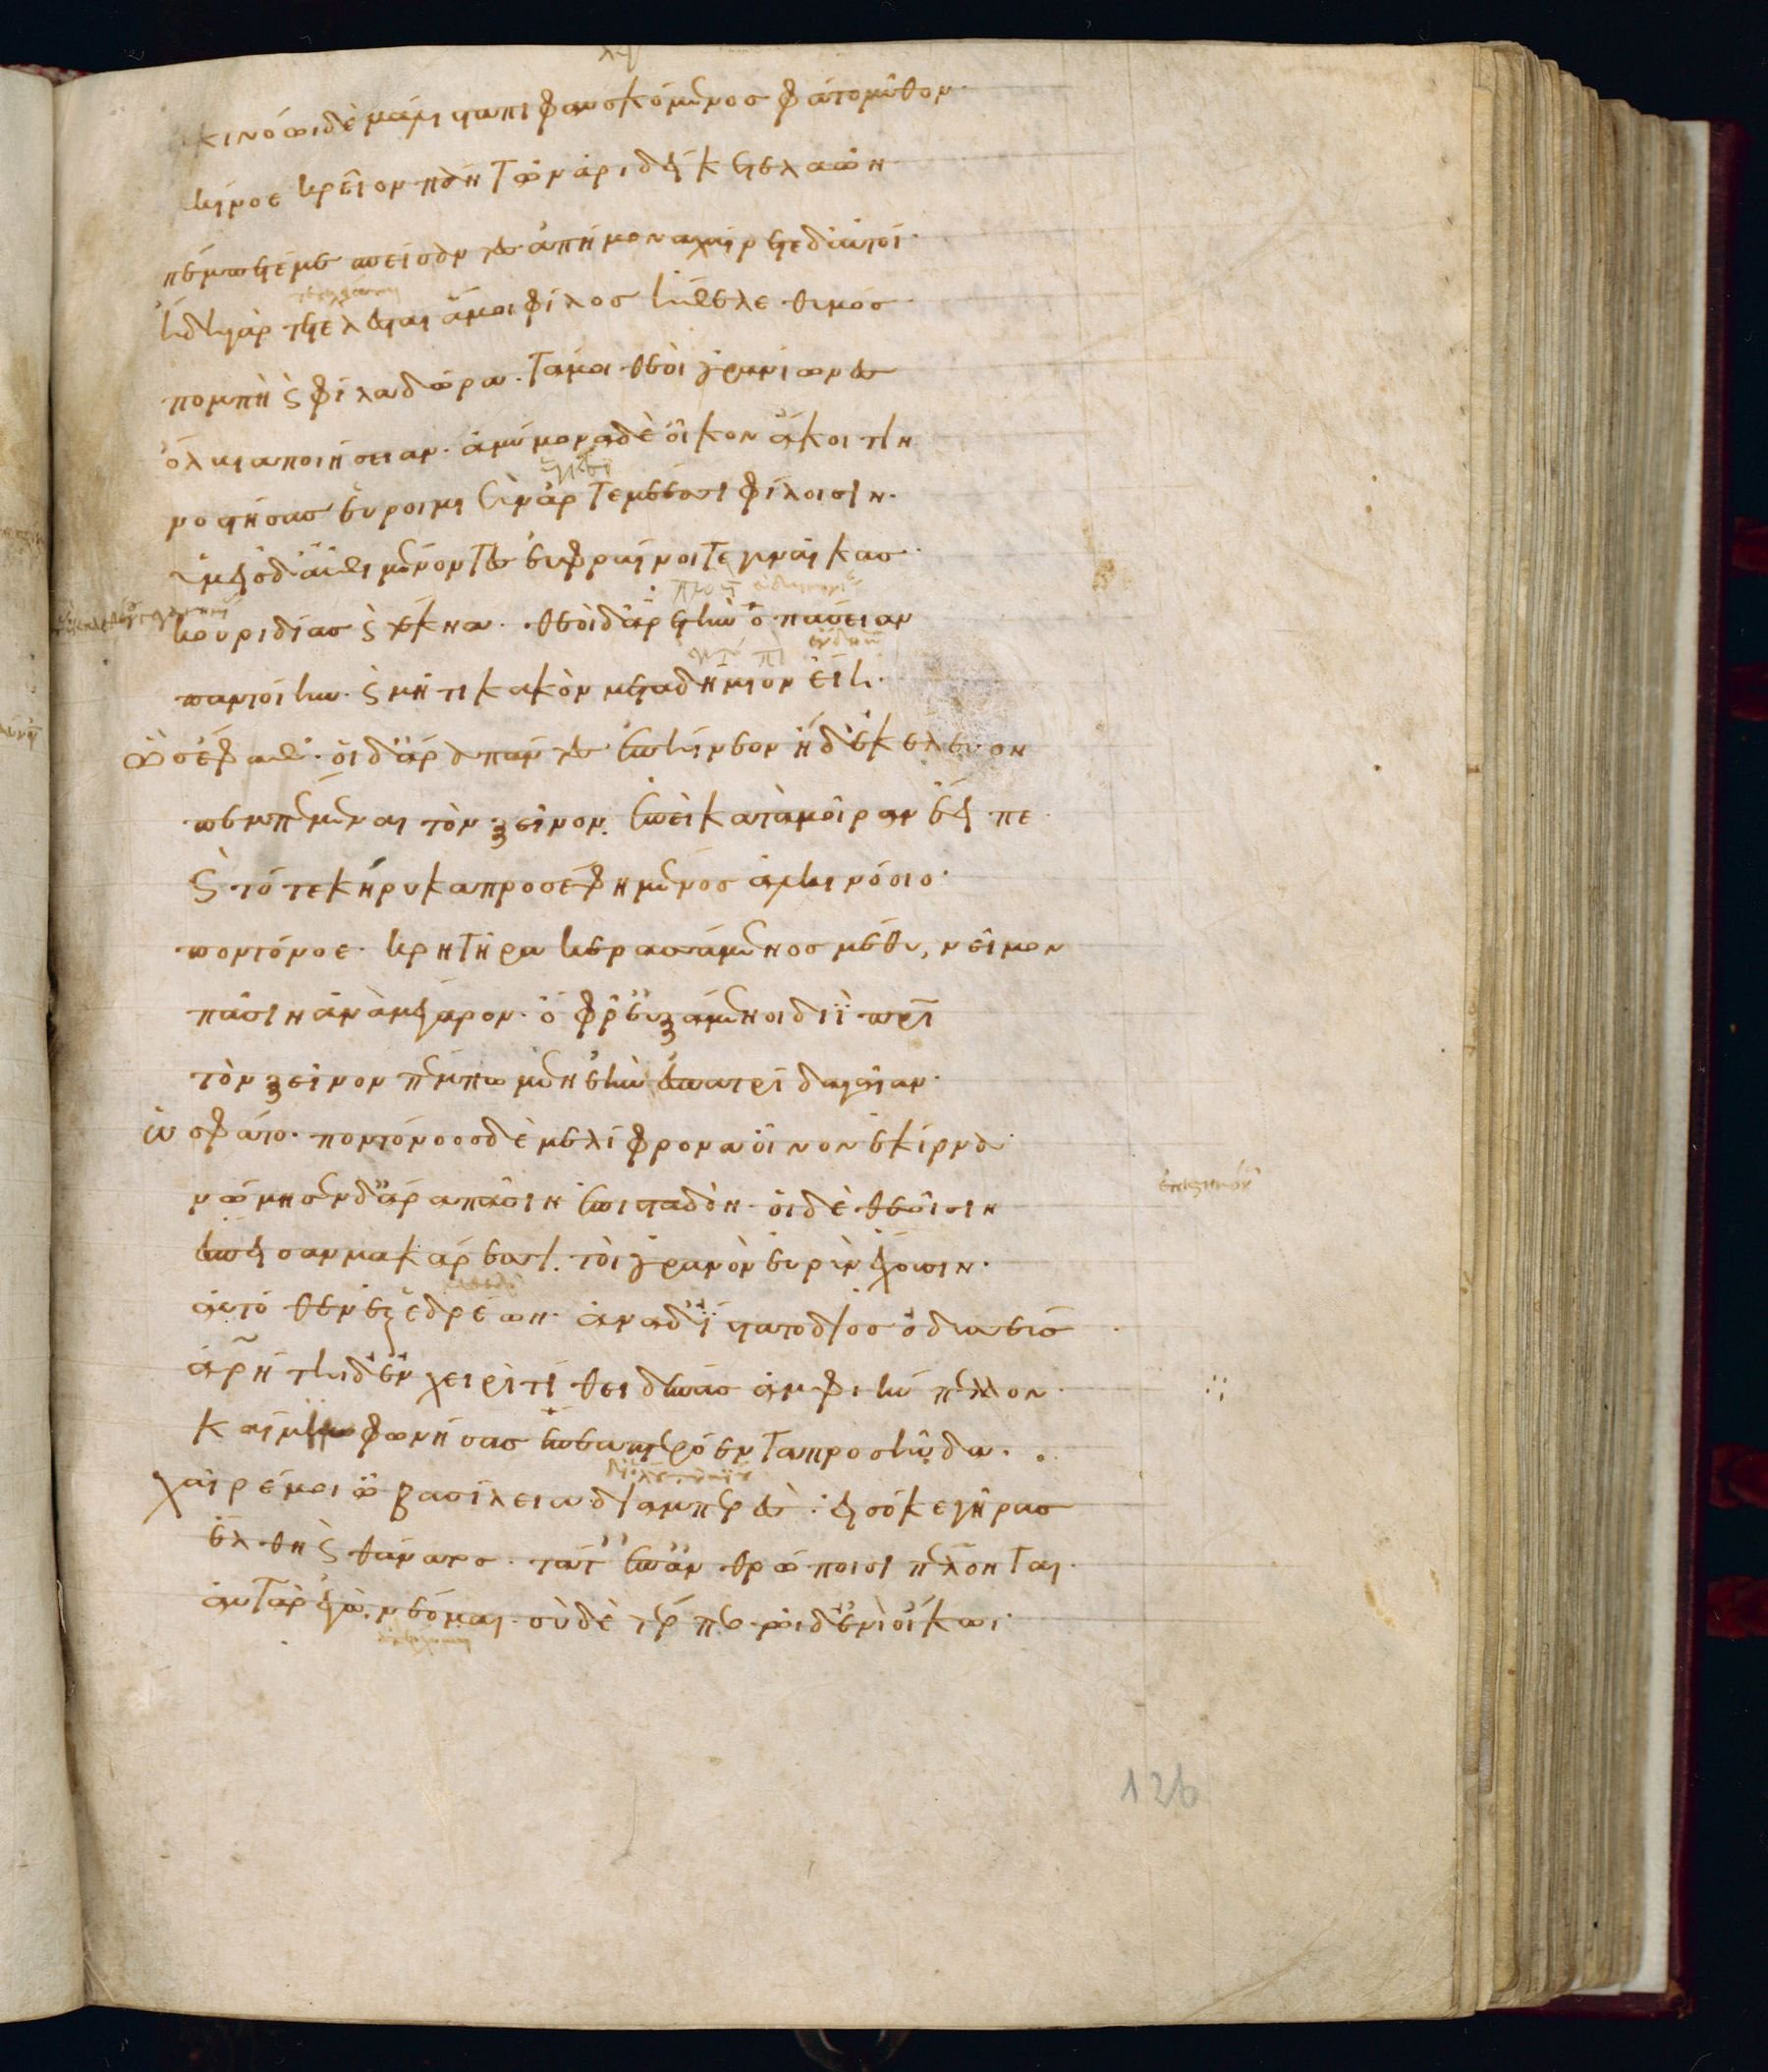 κινόωι δὲ μάλιστα πιφαυσκόμενος φάτο μῦθον·
ἀλκίνοε κρεῖον πάντων ἀριδείκετε λαῶν
πέμπετέ με σπείσαντες ἀπήμονα χαίρετε δ' αὐτοί·
ἤδη γὰρ τετέλεσται ἅ μοι φίλος ἤθελε θυμός
πομπὴ καὶ φίλα δῶρα· τά μοι θεοὶ οὐρανίωνες
ὄλβια ποιήσειαν· ἀμύμονα δὲ οἴκοι ἄκοιτιν
νοστήσας εὕροιμι σὺν ἀρτεμέεσσι φίλοισιν·
ὑμεῖς δ' αὖθι μένοντες εὐφραίνοιτε γυναῖκας
κουριδίας καὶ τέκνα· θεοὶ δ' ἀρετὴν ὀπάσειαν
παντοίην· καὶ μή τι κακὸν μεταδήμιον εἴη·
ὣς ἔφαθ'· οἱ δ' ἄρα πάντες ἐπήινεον ἠδ' ἐκέλευον
πεμπέμεναι τὸν ξεῖνον, ἐπεὶ κατὰ μοῖραν ἔειπε
καὶ τότε κήρυκα προσέφη μένος ἀλκινόοιο·
ποντόνοε· κρητῆρα κερασσάμενος μέθυ, νεῖμον
πᾶσιν ἀνὰ μέγαρον· ὄφρ' εὐξάμενοι διῒ πατρὶ
τὸν ξεῖνον πέμπωμεν ἑὴν ἐς πατρίδα γαῖαν·
ὣς φάτο· ποντόνοος δὲ μελίφρονα οἶνον ἐκίρνα
νώμησεν δ' ἄρα πᾶσιν ἐπισταδόν· οἱ δὲ θεοῖσιν
ἔσπεισαν μακάρεσσι, τοὶ οὐρανὸν εὐρὺν ἔχουσιν·
αὐτόθεν ἐξ ἑδρέων· ἀνὰ δ' ἵστατο δῖος ὀδυσσεύς
ἀρήτῃ δ' ἐν χειρὶ τίθει δέπας ἀμφικύπελλον·
καί μιν φωνήσας ἔπεα πτερόεντα προσηύδα·
χαῖρέ μοι ὦ βασίλεια διαμπερές· εἰσόκε γῆρας
ἔλθῃ καὶ θάνατος· τά τ' ἐπ' ἀνθρώποισι πέλονται·
αὐτὰρ ἐγὼ νέομαι· σὺ δὲ τέρπεο τῶιδ' ἐνὶ οἴκωι·
126